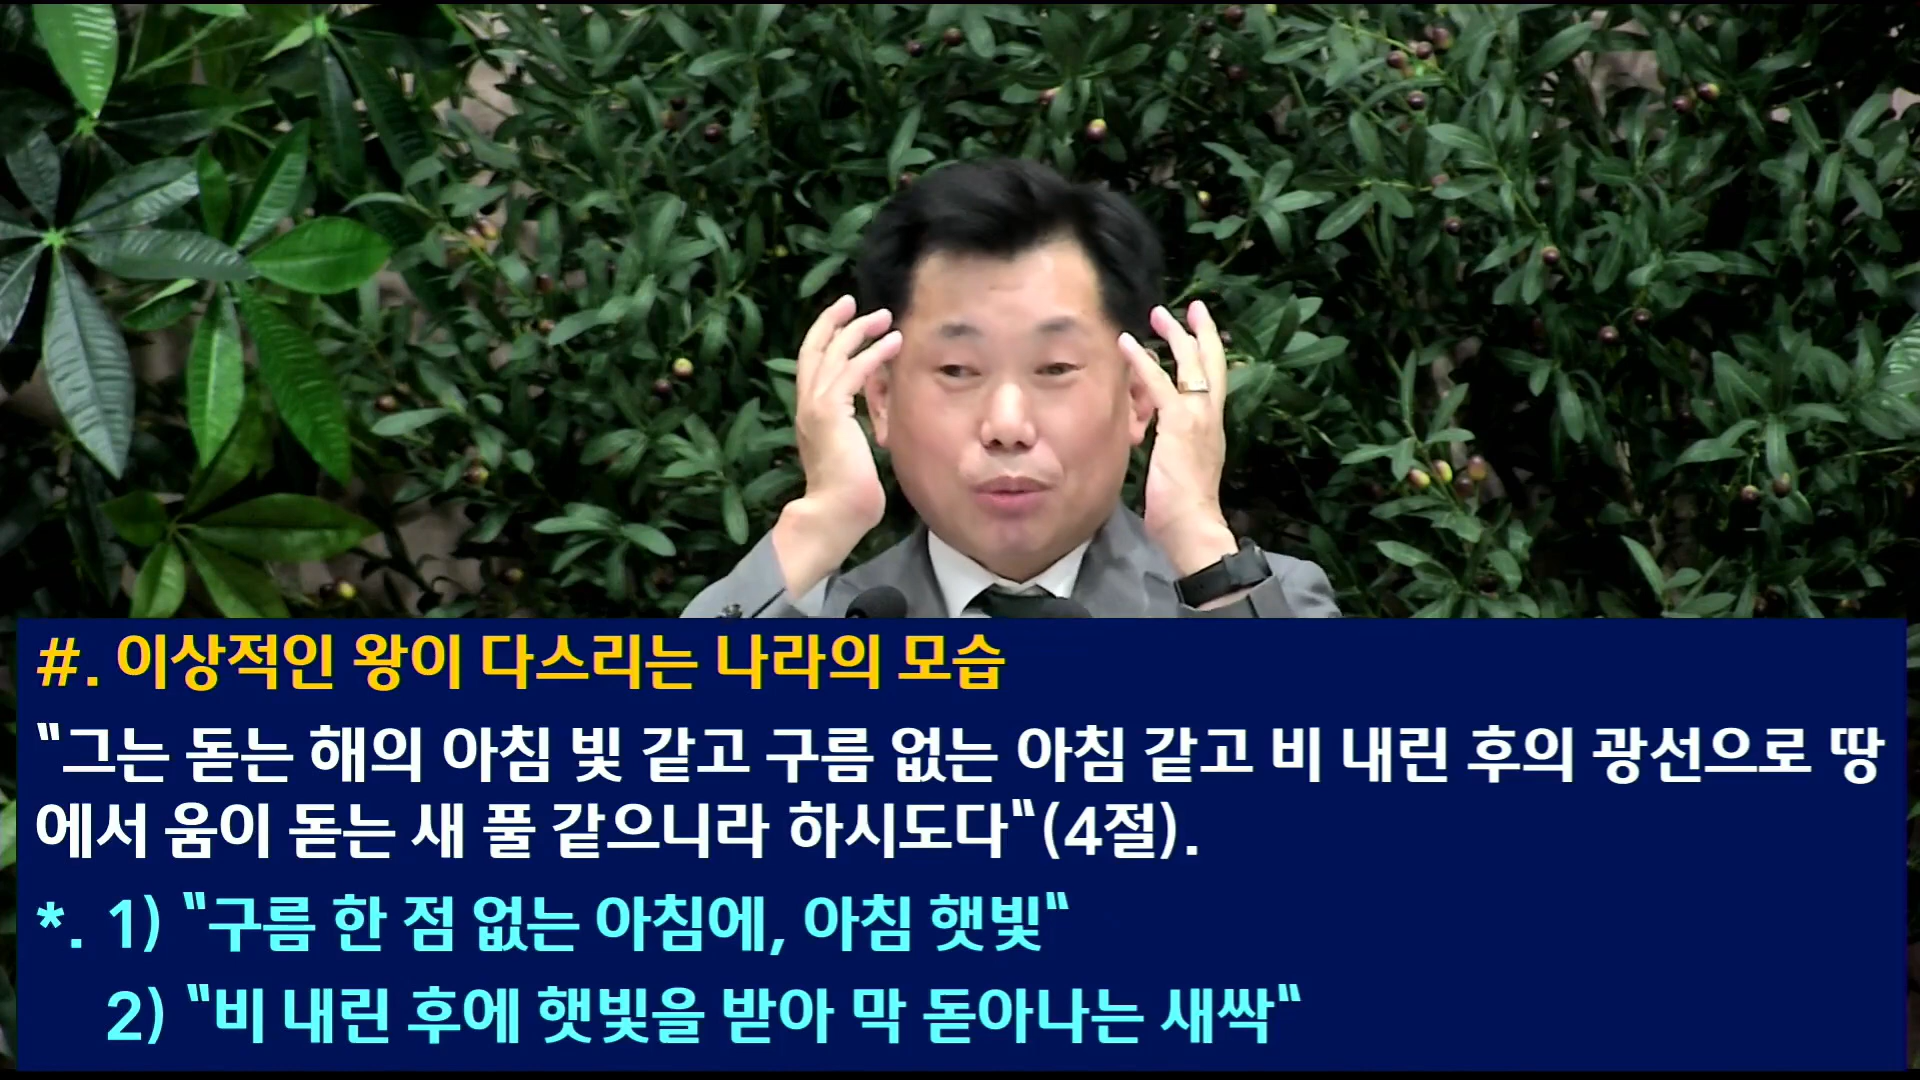 #. 이상적인 왕이 다스리는 나라의 모습
"그는 돋는 해의 아침 빛 같고 구름 없는 아침 같고 비 내린 후의 광선으로 땅
에서 움이 돋는 새 풀 같으니라 하시도다"(4절).
*. 1) "구름 한 점 없는 아침에, 아침 햇빛"
2) "비 내린 후에 햇빛을 받아 막 돋아나는 새싹"